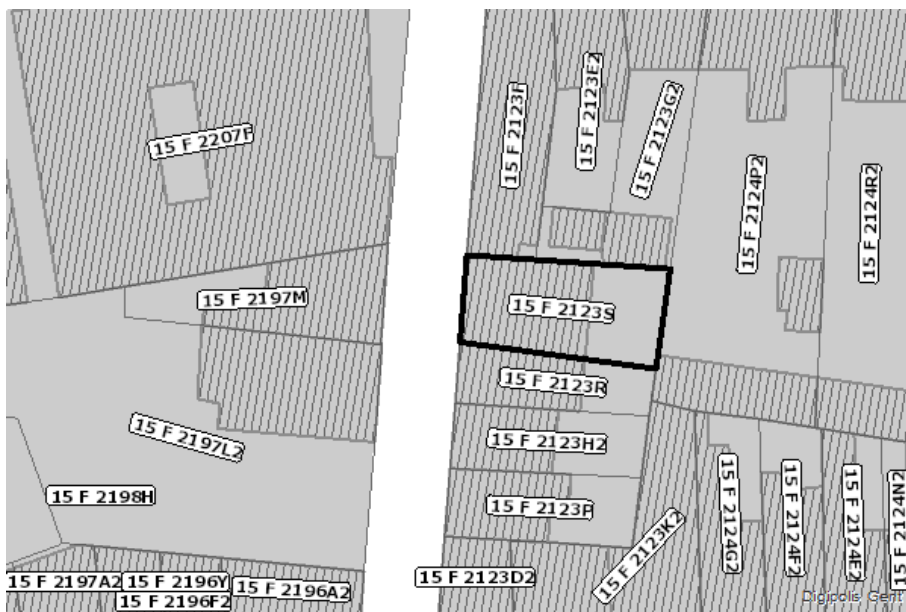 15 F 2207F
15 F 2123F
15 F 2123E2
15 F 2123G2
15 F 2124P2
15 F 2124R2
15 F 2197M
15 F 2123S
15 F 2123R
15 F 2197L2
15 F 2123H2
15 F 2198H
15 F 2123P
15 F 2123K2
15 F 2124G2
15 F 2124F2
15 F 2124E2
15 F 2124N2
15 F 2197A2
15 F 2196Y
15 F 2196F2
15 F 2196A2
15 F 2123D2
Digipolis Gent